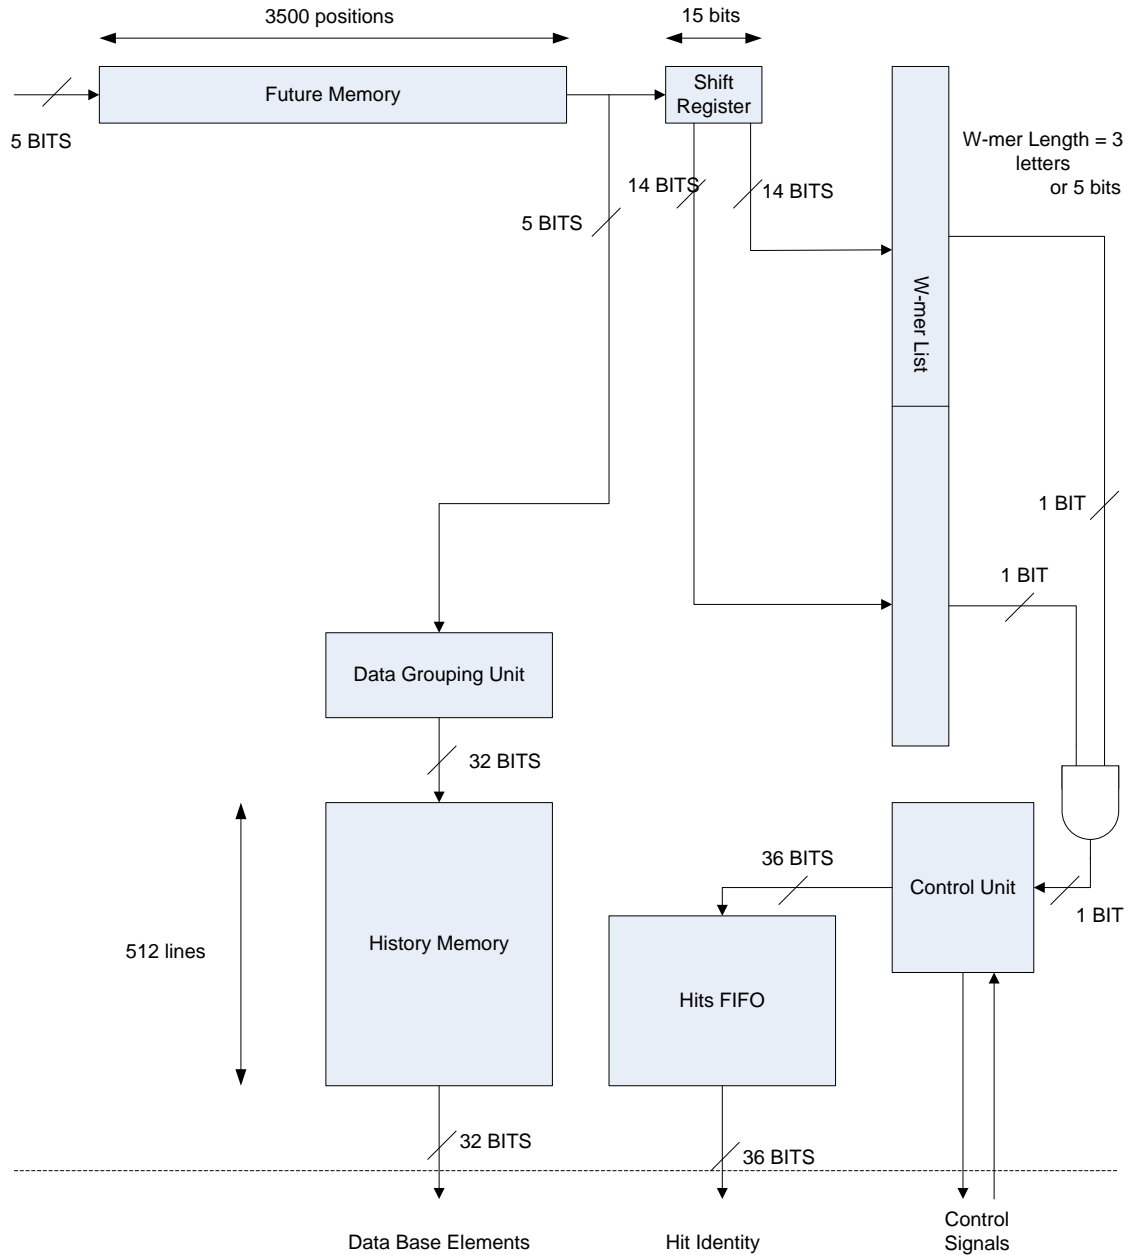 3500 positions
15 bits
Future Memory
Shift
Register
5 BITS
W-mer Length = 3
letters
or 5 bits
14 BITS
14 BITS
5 BITS
W-mer List
1 BIT
1 BIT
Data Grouping Unit
32 BITS
36 BITS
Control Unit
1 BIT
History Memory
512 lines
Hits FIFO
32 BITS
36 BITS
Data Base Elements
Hit Identity
Control
Signals